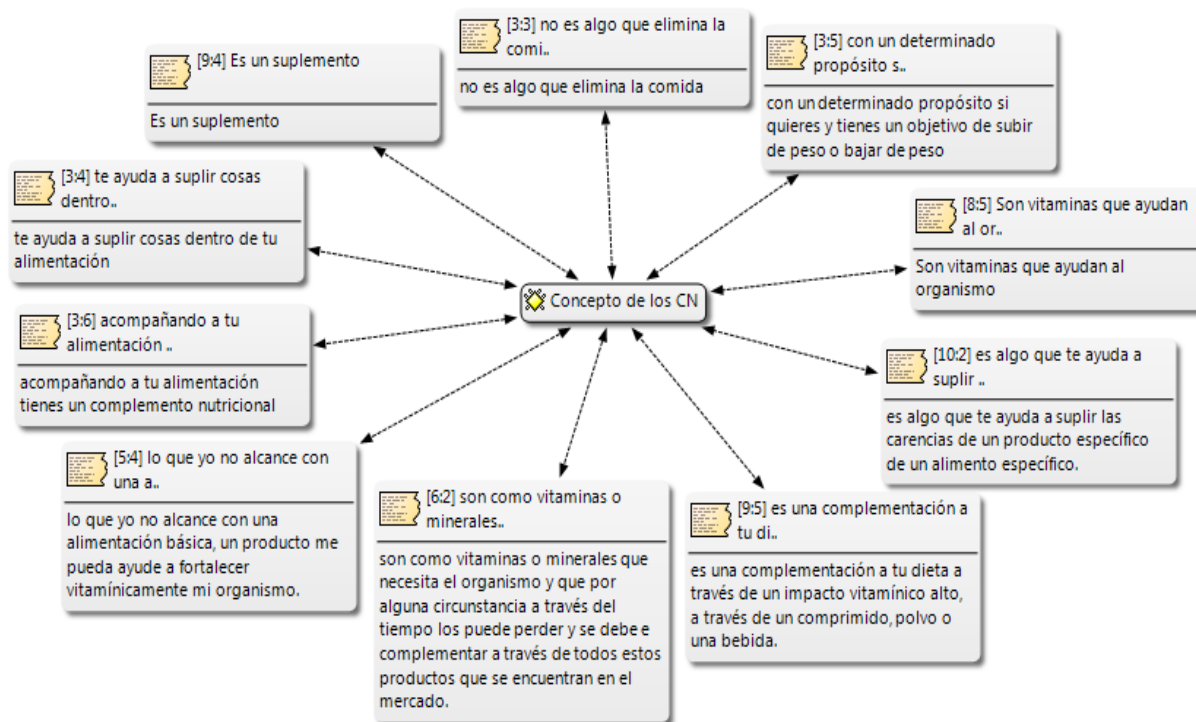 [3:3] no es algo que elimina la
comi..
no es algo que elimina la comida
[3:5] con un determinado
propósito s..
con un determinado propósito si
quieres y tienes un objetivo de subir
de peso o bajar de peso
[9:4] Es un suplemento
Es un suplemento
[3:4] te ayuda a suplir cosas
dentro..
te ayuda a suplir cosas dentro de tu
alimentación
[8:5] Son vitaminas que ayudan
al or..
Son vitaminas que ayudan al
organismo
Concepto de los CN
[3:6] acompañando a tu
alimentación ..
acompañando a tu alimentación
tienes un complemento nutricional
[10:2] es algo que te ayuda a
suplir ..
es algo que te ayuda a suplir las
carencias de un producto específico
de un alimento específico.
[5:4] lo que yo no alcance con
una a..
lo que yo no alcance con una
alimentación básica, un producto me
pueda ayude a fortalecer
vitamínicamente mi organismo.
[6:2] son como vitaminas o
minerales..
son como vitaminas o minerales que
necesita el organismo y que por
alguna circunstancia a través del
tiempo los puede perder y se debe e
complementar a través de todos estos
productos que se encuentran en el
mercado.
[9:5] es una complementación a
tu di..
es una complementación a tu dieta a
través de un impacto vitamínico alto,
a través de un comprimido, polvo o
una bebida.